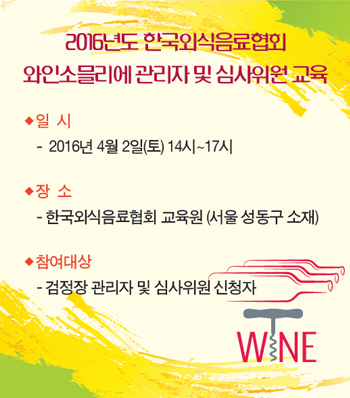 2016년도 한국외식음료협회
와인소믈리에 관리자 및 심사위원 교육
◆일 시
- 2016년 4월 2일(토) 14시~17시
◆장 소
- 한국외식음료협회 교육원 (서울 성동구 소재)
◆참여대상
- 검정장 관리자 및 심사위원 신청자
WINE